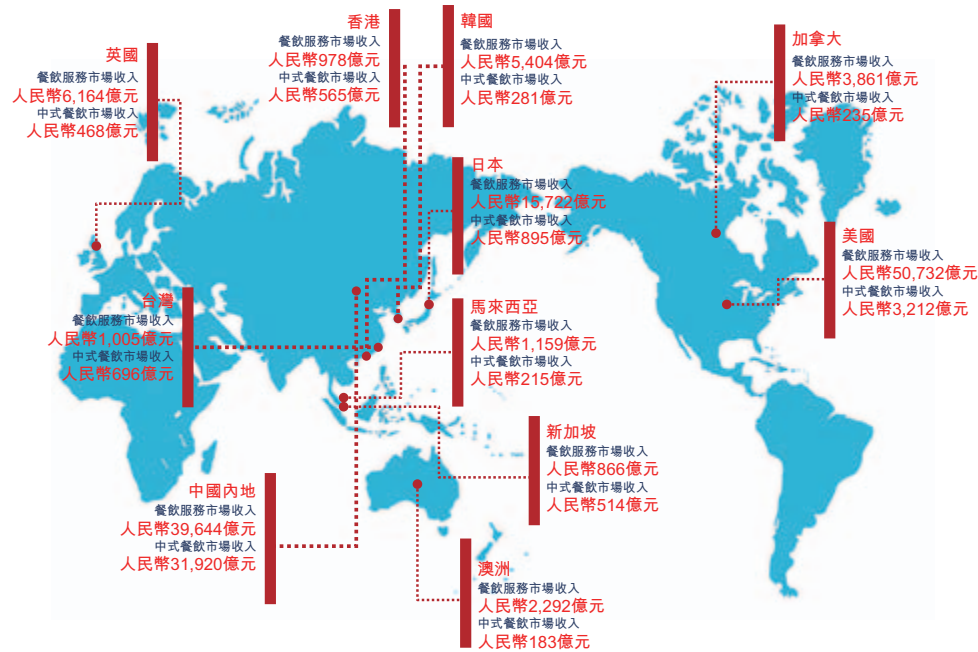 香港
餐飲服務市場收入
人民幣978億元
中式餐飲市場收入
人民幣565億元
韓國
餐飲服務市場收入
人民幣5,404億元
中式餐飲市場收入
人民幣281億元
加拿大
餐飲服務市場收入
人民幣3,861億元
中式餐飲市場收入
人民幣235億元
英國
餐飲服務市場收入
人民幣6,164億元
中式餐飲市場收入
人民幣468億元
日本
餐飲服務市場收入
人民幣15,722億元
中式餐飲市場收入
人民幣895億元
美國
餐飲服務市場收入
人民幣50,732億元
中式餐飲市場收入
人民幣3,212億元
台灣
餐飲服務市場收入
人民幣1,005億元
中式餐飲市場收入
人民幣696億元
馬來西亞
餐飲服務市場收入
人民幣1,159億元
中式餐飲市場收入
人民幣215億元
新加坡
餐飲服務市場收入
人民幣866億元
中式餐飲市場收入
人民幣514億元
中國內地
餐飲服務市場收入
人民幣39,644億元
中式餐飲市場收入
人民幣31,920億元
澳洲
餐飲服務市場收入
人民幣2,292億元
中式餐飲市場收入
人民幣183億元